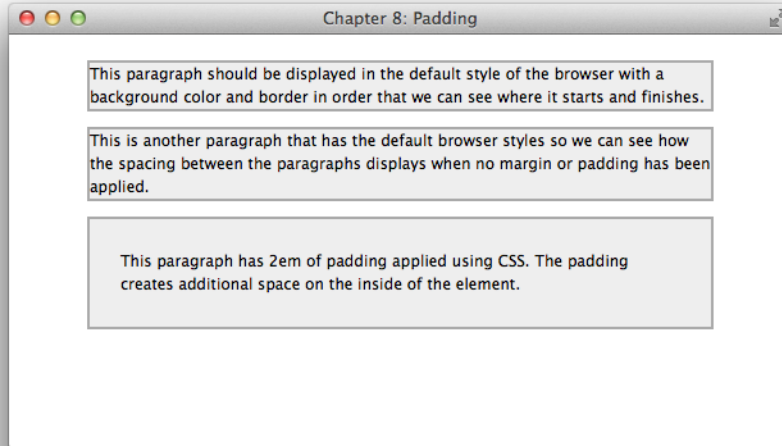 Chapter 8: Padding
This paragraph should be displayed in the default style of the browser with a
background color and border in order that we can see where it starts and finishes.
This is another paragraph that has the default browser styles so we can see how
the spacing between the paragraphs displays when no margin or padding has been
applied.
This paragraph has 2em of padding applied using CSS. The padding
creates additional space on the inside of the element.